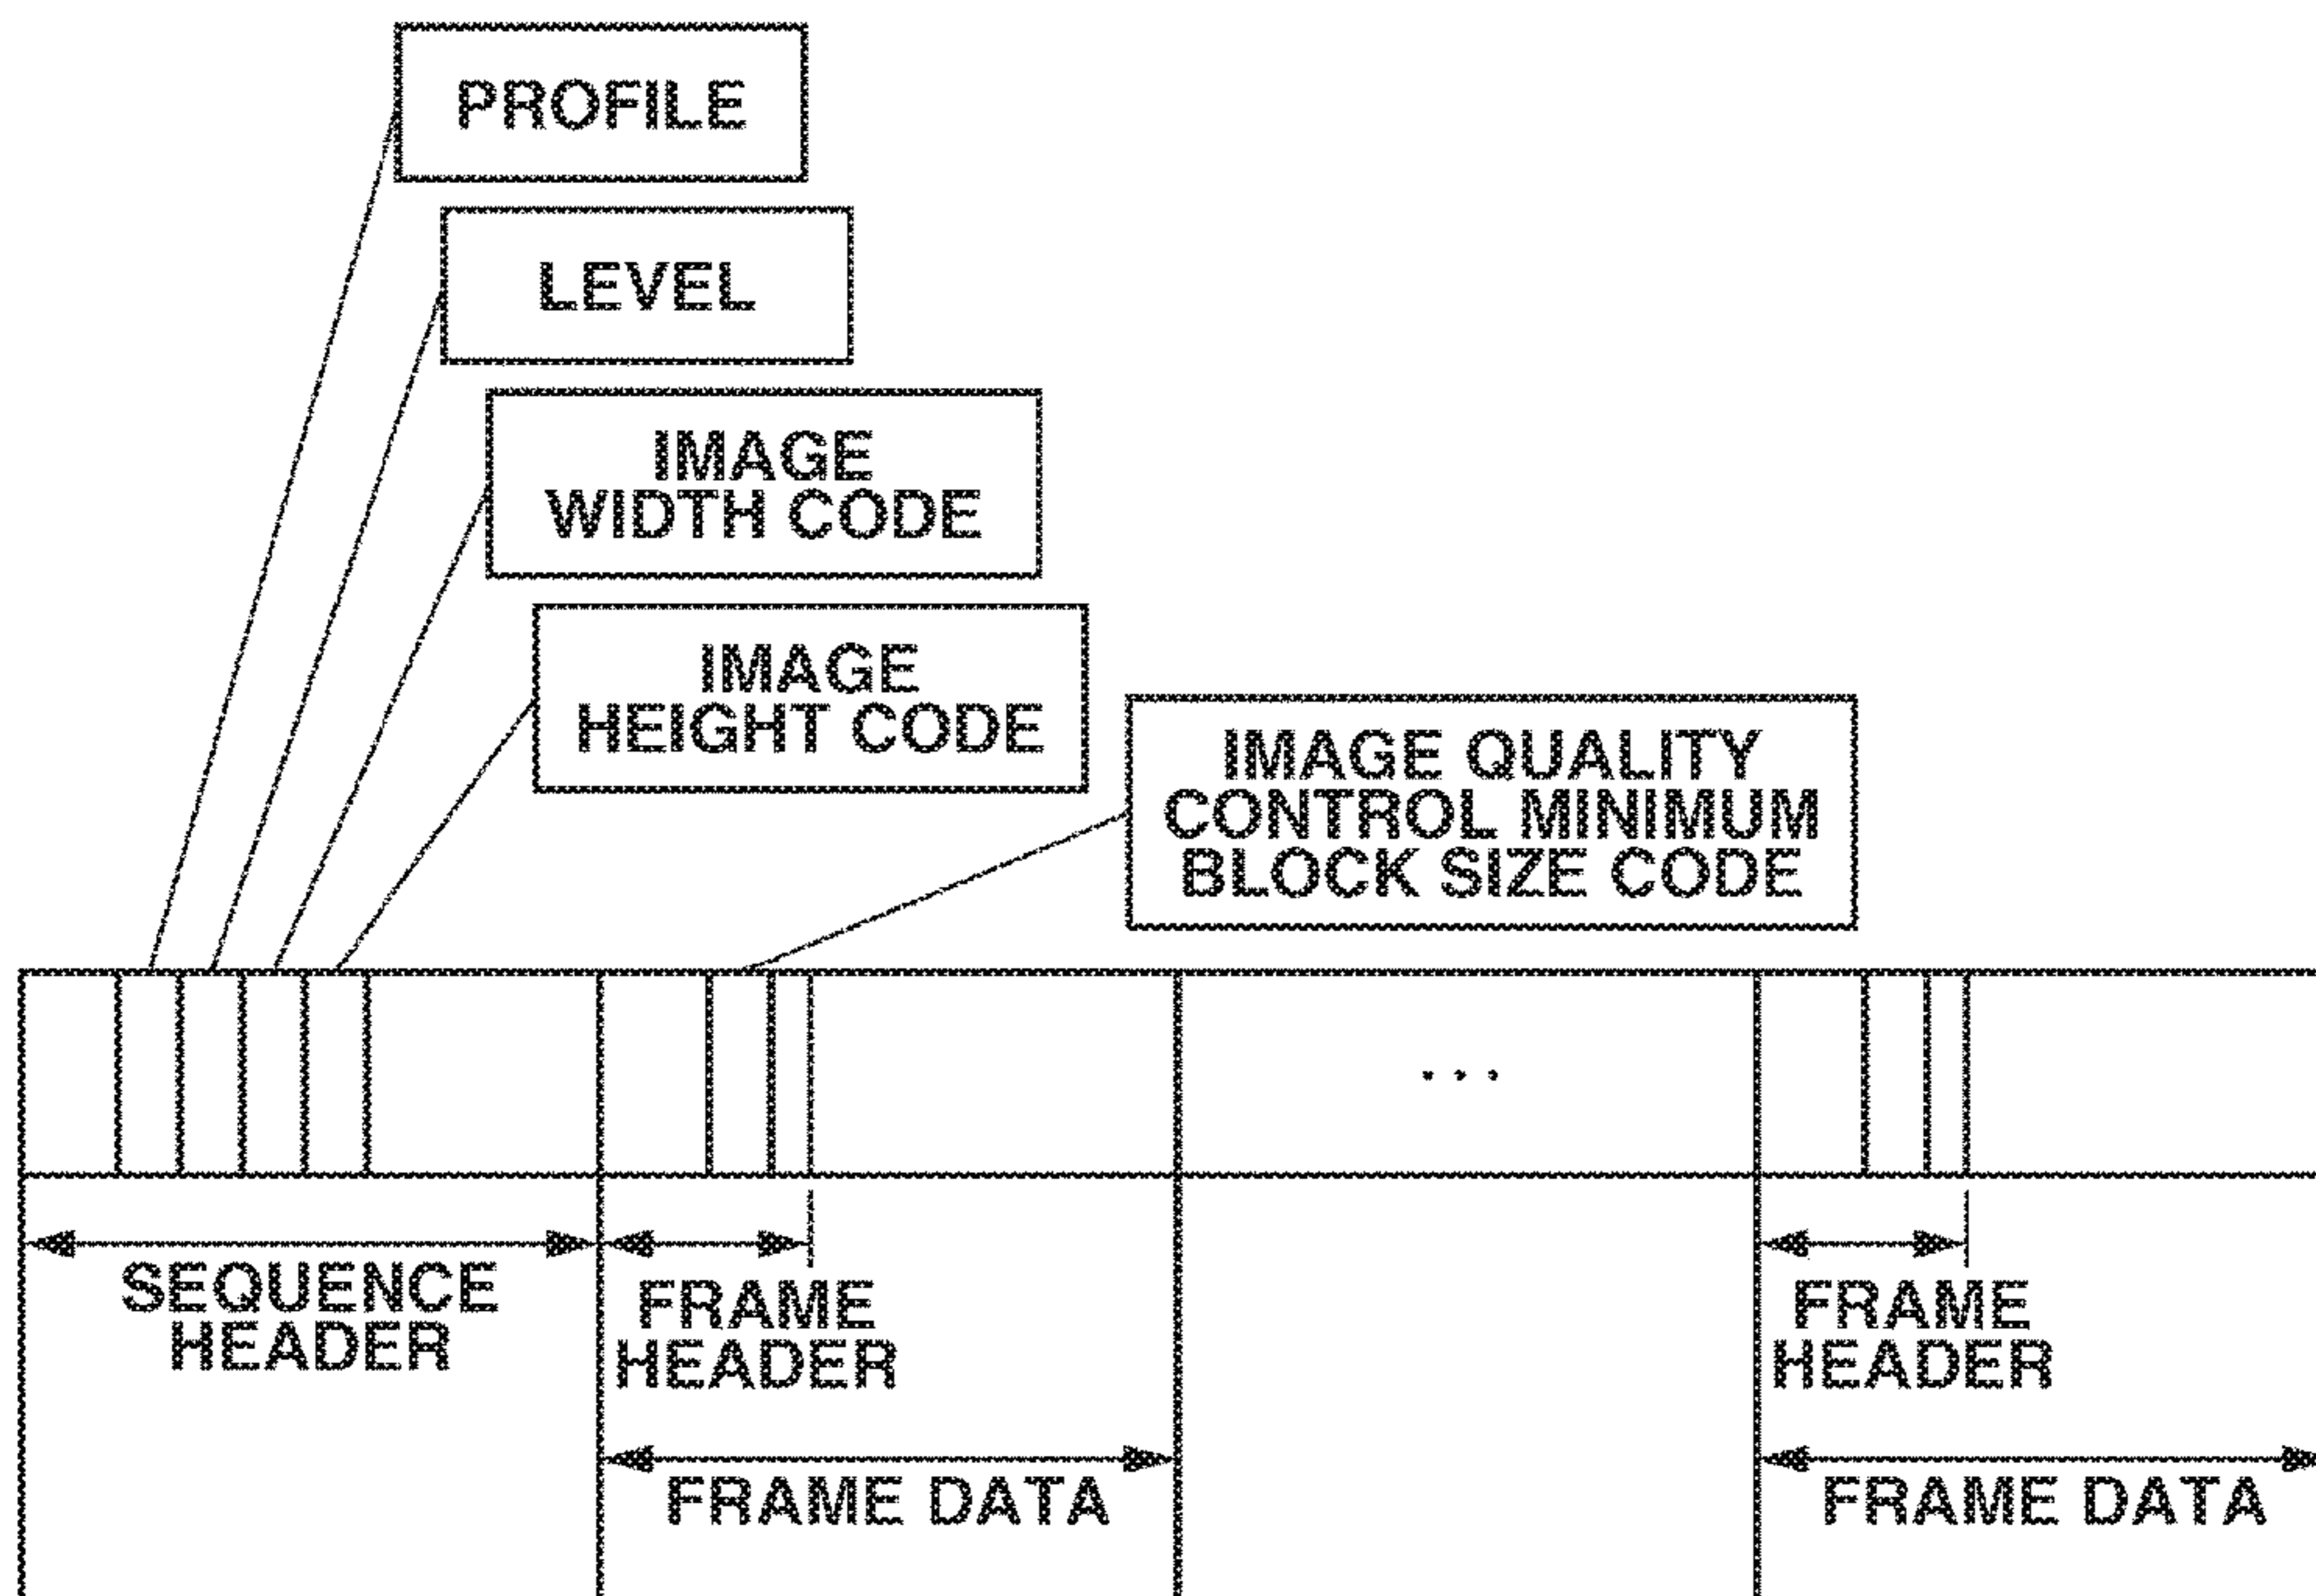 PROFILE
LEVEL
IMAGE
WIDTH CODE
IMAGE
HEIGHT CODE
IMAGE QUALITY
CONTROL MINIMUM
BLOCK SIZE CODE
...
SEQUENCE
HEADER
FRAME
HEADER
FRAME
HEADER
FRAME DATA
FRAME DATA